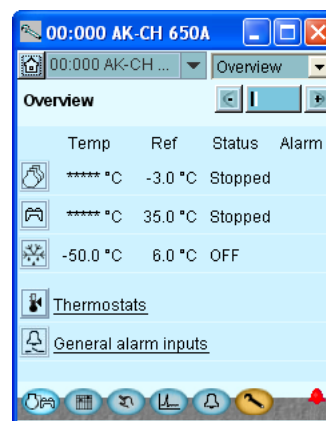 00:000 AK-CH 650A
00:000 AK-CH ... Overview
Overview
Temp Ref Status Alarm
***** °C -3.0 °C Stopped
***** °C 35.0 °C Stopped
-50.0 °C 6.0 °C OFF
Thermostats
General alarm inputs